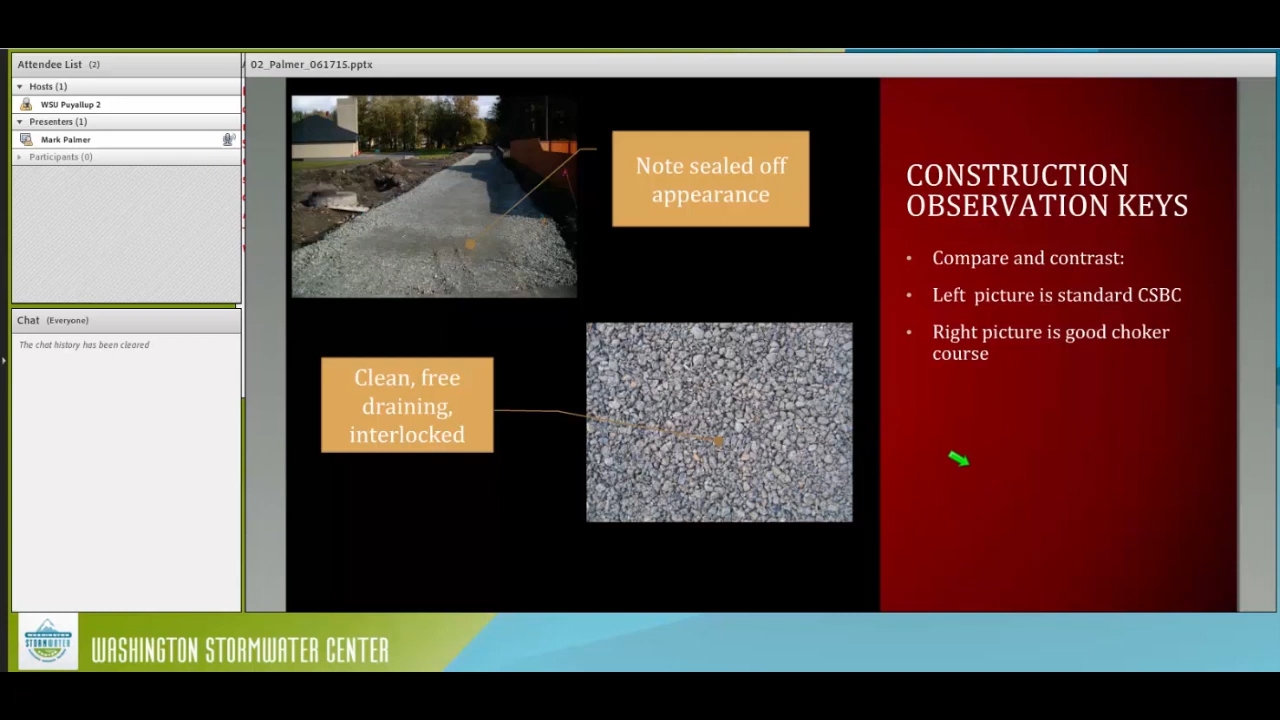 Attendee List (2)
Hosts (1)
WSU Puyallup 2
Presenters (1)
Mark Palmer
Participants (0)
Chat (Everyone)
The chat history has been cleared
02_Palmer_061715.pptx
Note sealed off
appearance
Clean, free
draining,
interlocked
CONSTRUCTION
OBSERVATION KEYS
• Compare and contrast:
• Left picture is standard CSBC
• Right picture is good choker
course
WASHINGTON
STORMWATER
WASHINGTON STORMWATER CENTER